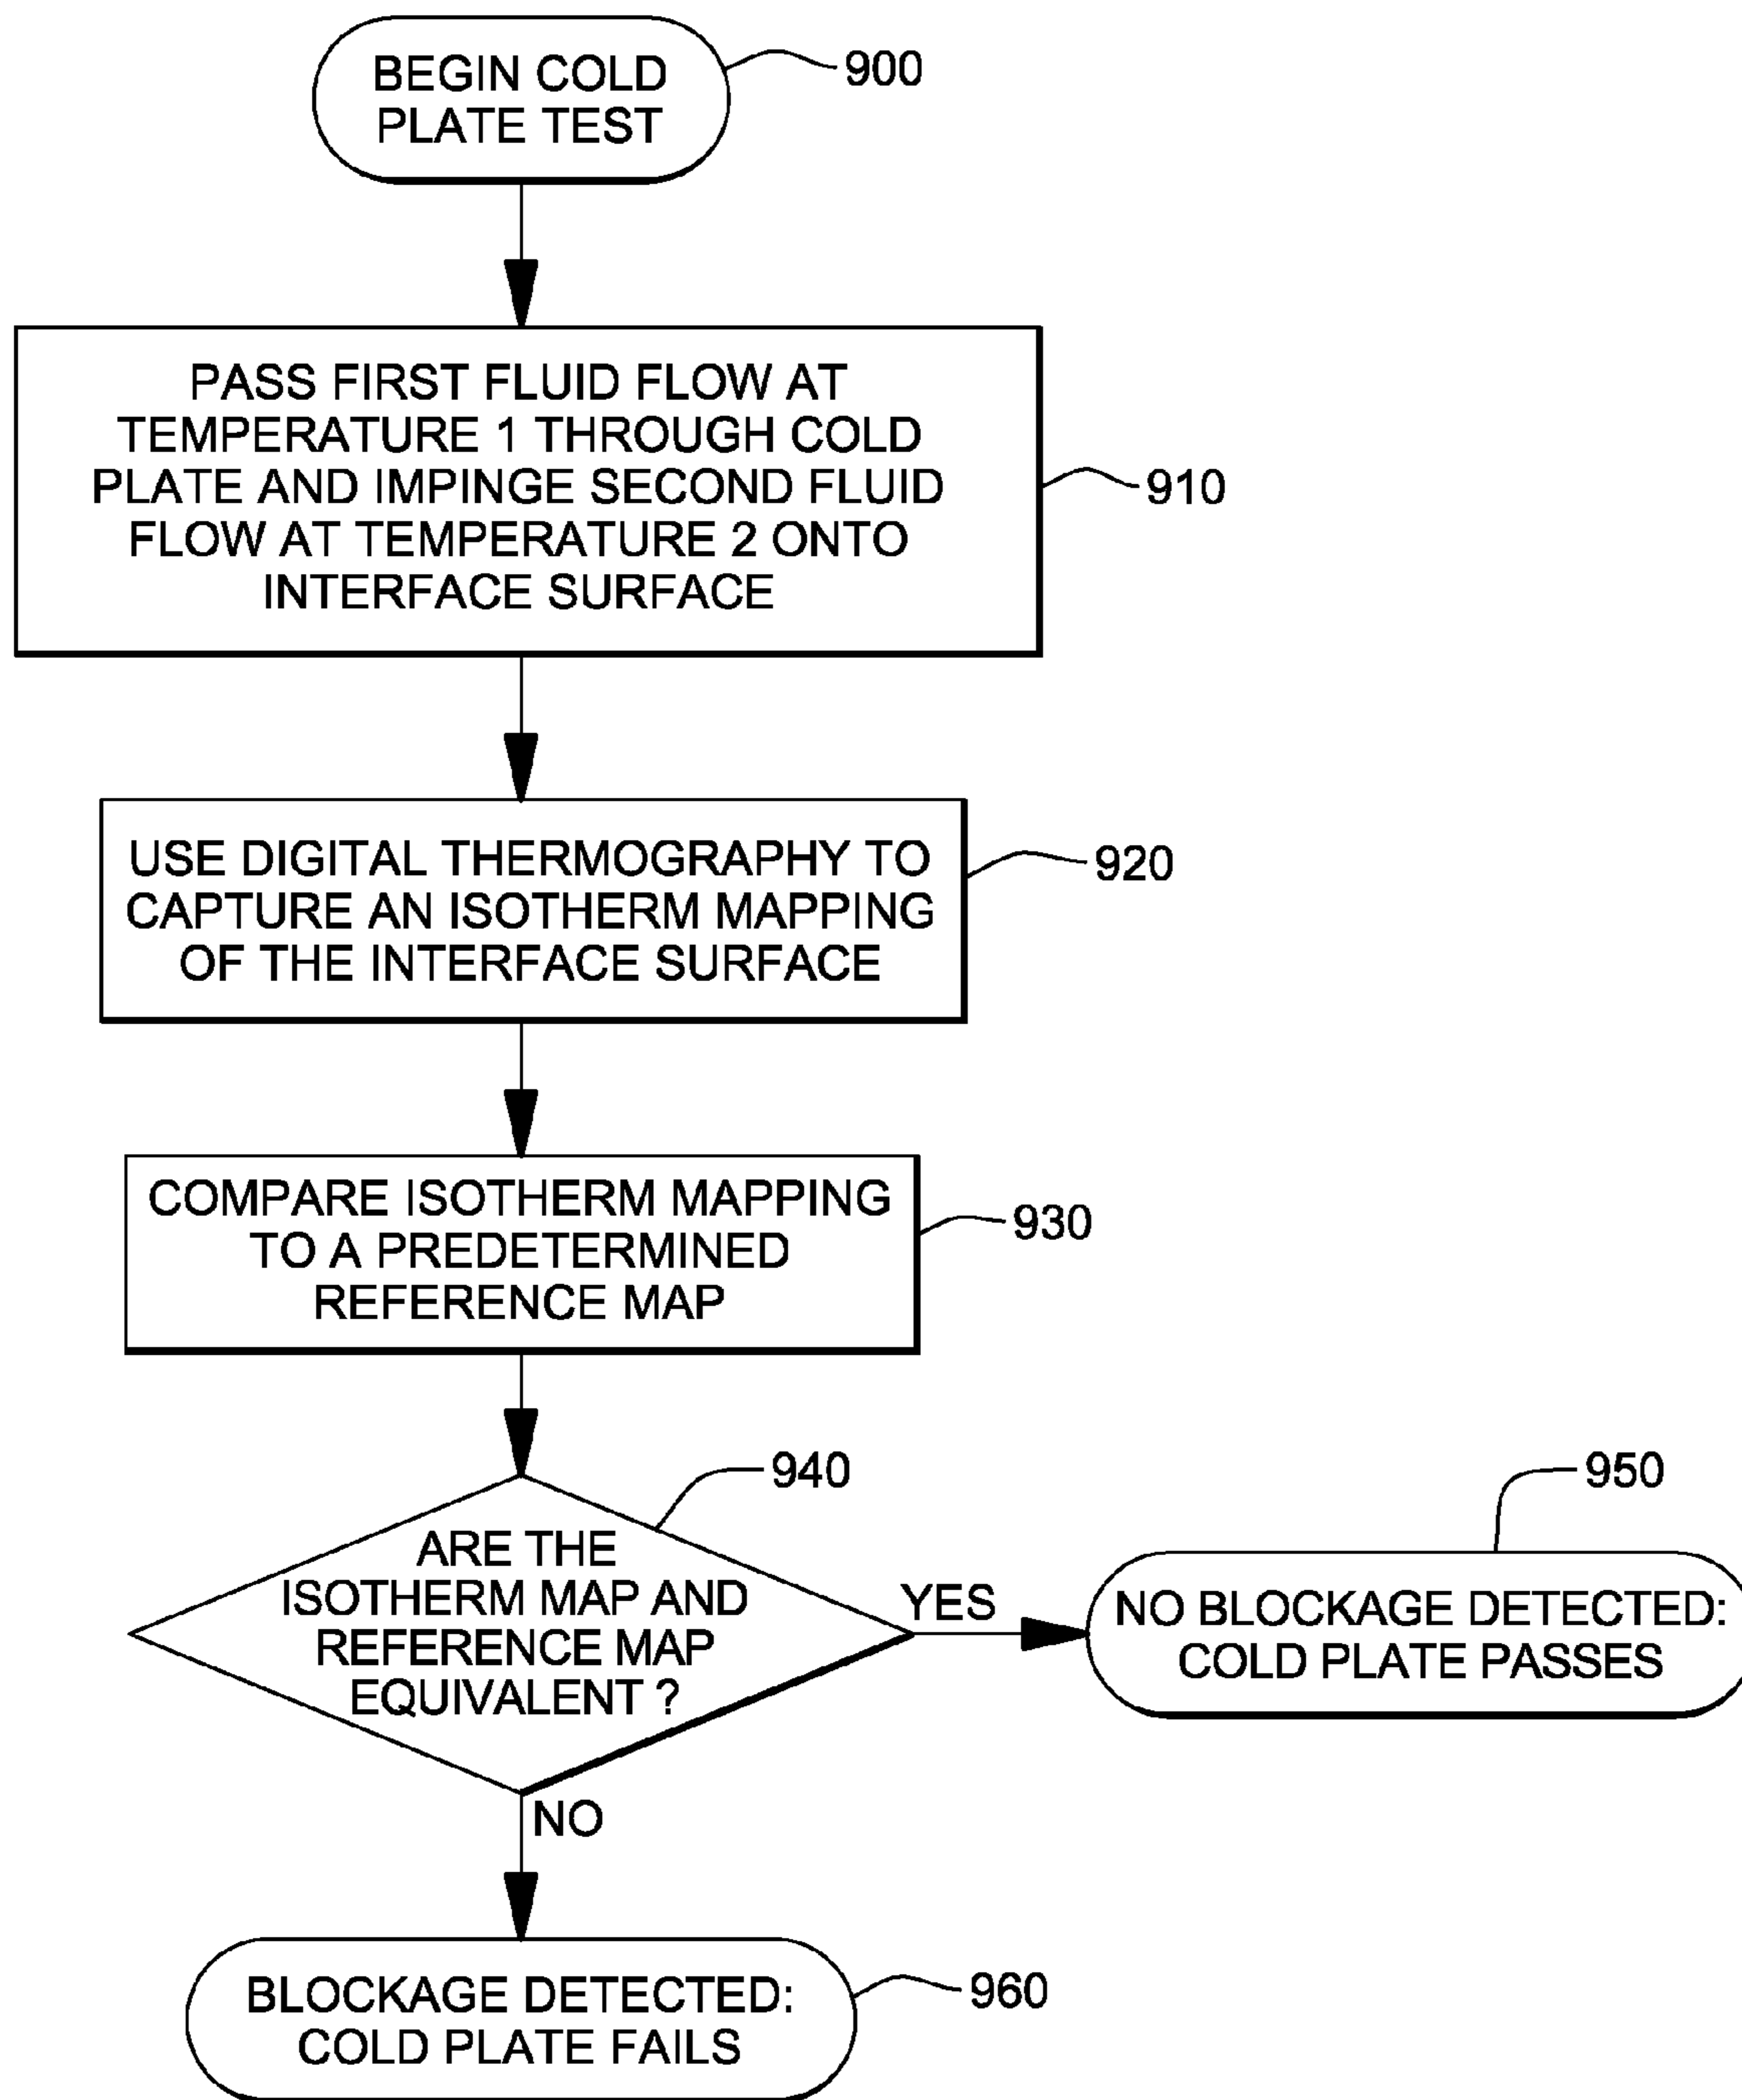 BEGIN COLD
PLATE TEST
900
PASS FIRST FLUID FLOW AT
TEMPERATURE 1 THROUGH COLD
PLATE AND IMPINGE SECOND FLUID
FLOW AT TEMPERATURE 2 ONTO
INTERFACE SURFACE
910
USE DIGITAL THERMOGRAPHY TO
CAPTURE AN ISOTHERM MAPPING
OF THE INTERFACE SURFACE
920
COMPARE ISOTHERM MAPPING
TO A PREDETERMINED
REFERENCE MAP
930
ARE THE
ISOTHERM MAP AND
REFERENCE MAP
EQUIVALENT ?
940
YES
NO BLOCKAGE DETECTED:
COLD PLATE PASSES
950
NO
BLOCKAGE DETECTED:
COLD PLATE FAILS
960